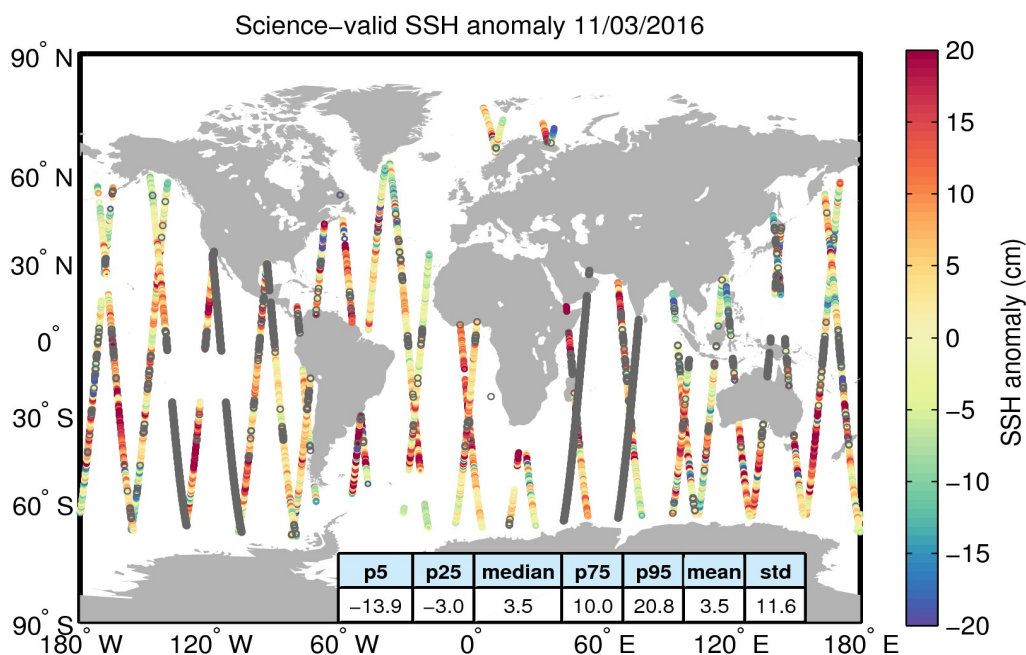 Science−valid SSH anomaly 11/03/2016
90° N
60° N
30° N
0°
30° S
60° S
90° S
180° W
120° W
60° W
0°
60° E
120° E
180° E
p5 p25 median p75 p95 mean std
−13.9 −3.0 3.5 10.0 20.8 3.5 11.6
20
15
10
5
0
−5
−10
−15
−20
SSH anomaly (cm)